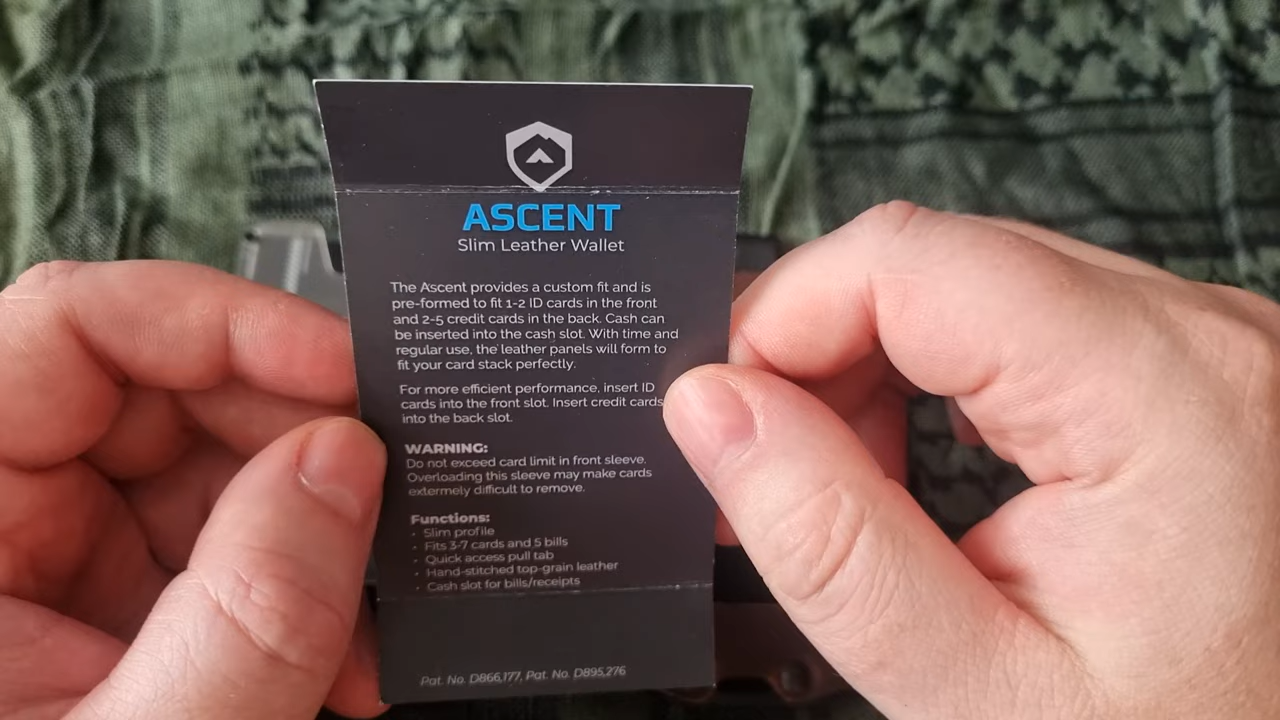 ASCENT
Slim Leather Wallet
The Ascent provides a custom fit and is
pre-formed to fit 1-2 ID cards in the front
and 2-5 credit cards in the back. Cash can
be inserted into the cash slot. With time and
regular use, the leather panels will form to
fit your card stack perfectly.
For more efficient performance, insert ID
cards into the front slot. Insert credit cards
into the back slot.
WARNING:
Do not exceed card limit in front sleeve.
Overloading this sleeve may make cards
extermely difficult to remove.
Functions:
• Slim profile
• Fits 3-7 cards and 5 bills
• Quick access pull tab
• Hand-stitched top-grain leather
• Cash slot for bills/receipts
Pat. No. D866,177, Pat. No. D895,276